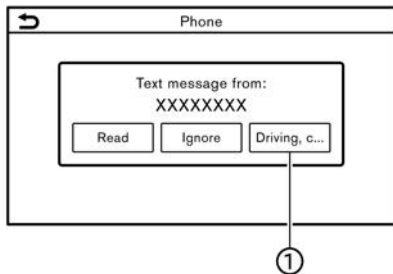 Phone
Text message from:
XXXXXXXX
Read Ignore Driving, c...
①